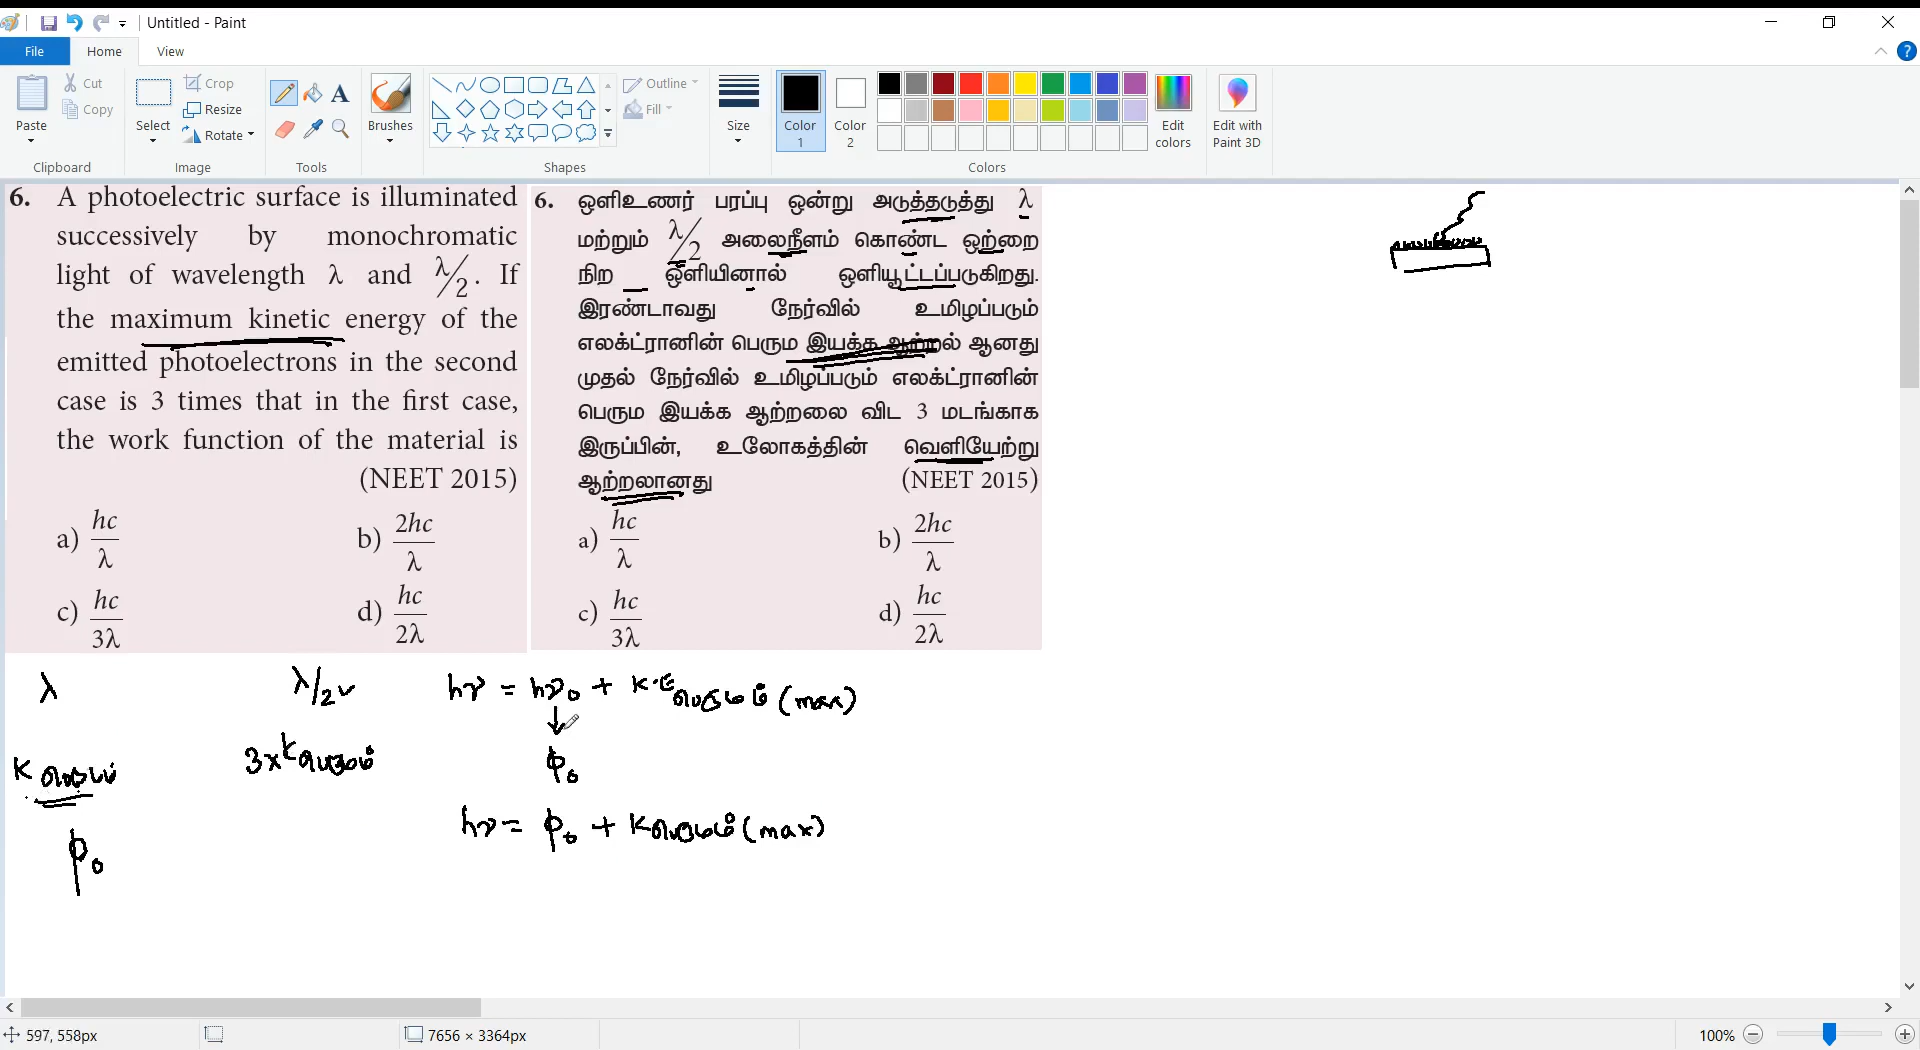 Untitled - Paint
File Home View
Paste
Cut
Copy
Clipboard
Select
Crop
Resize
Rotate
Image
Tools
Brushes
Outline
Fill
Shapes
Size
Color
1
Color
2
Colors
Edit
colors
Edit with
Paint 3D
6. A photoelectric surface is illuminated
successively by monochromatic
light of wavelength λ and λ/2. If
the maximum kinetic energy of the
emitted photoelectrons in the second
case is 3 times that in the first case,
the work function of the material is
(NEET 2015)
a) hc/λ b) 2hc/λ
c) hc/3λ d) hc/2λ
6. ஒளிஉணர் பரப்பு ஒன்று அடுத்தடுத்து λ
மற்றும் λ/2 அலைநீளம் கொண்ட ஒற்றை
நிற ஒளியினால் ஒளியூட்டப்படுகிறது.
இரண்டாவது நேர்வில் உமிழப்படும்
எலக்ட்ரானின் பெரும இயக்க ஆற்றல் ஆனது
முதல் நேர்வில் உமிழப்படும் எலக்ட்ரானின்
பெரும இயக்க ஆற்றலை விட 3 மடங்காக
இருப்பின், உலோகத்தின் வெளியேற்று
ஆற்றலானது (NEET 2015)
a) hc/λ b) 2hc/λ
c) hc/3λ d) hc/2λ
λ λ/2
K பெரும
3xK பெரும்
ϕ₀
hν = hν₀ + K.E பெரும் (max)
ϕ₀
hν = ϕ₀ + K பெரும் (max)
597, 558px
7656 × 3364px
100%